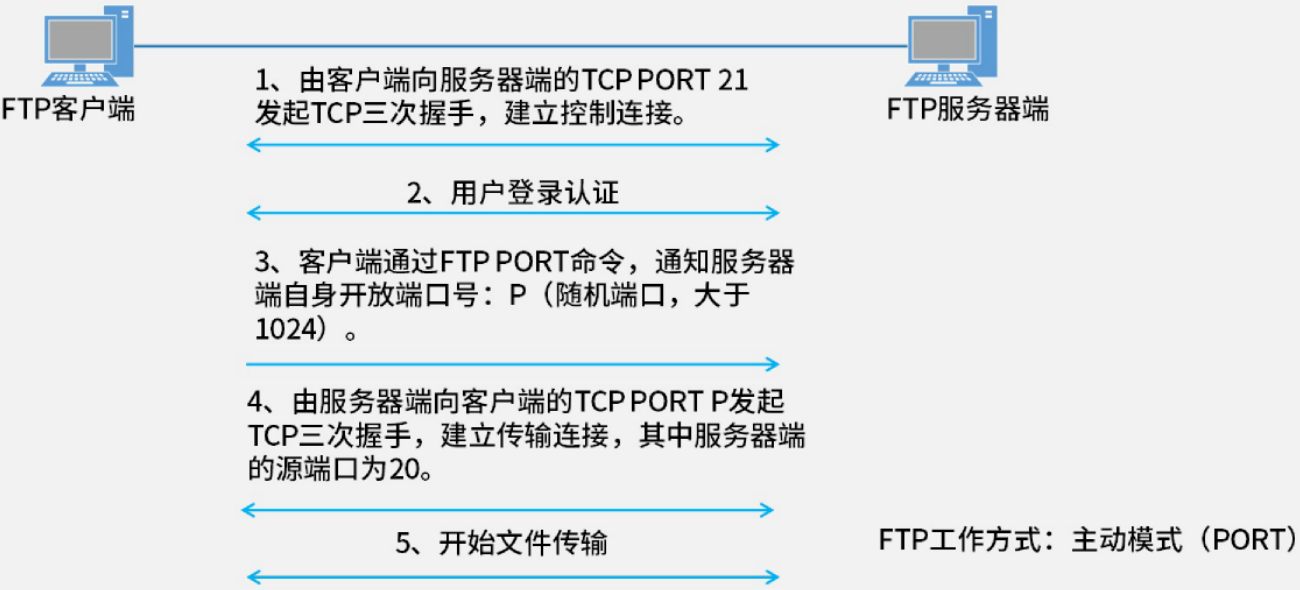 1、由客户端向服务器端的TCP PORT 21
发起TCP三次握手，建立控制连接。
FTP客户端
FTP服务器端
2、用户登录认证
3、客户端通过FTP PORT命令，通知服务器
端自身开放端口号：P（随机端口，大于
1024）。
4、由服务器端向客户端的TCP PORT P发起
TCP三次握手，建立传输连接，其中服务器端
的源端口为20。
5、开始文件传输
FTP工作方式：主动模式（PORT）